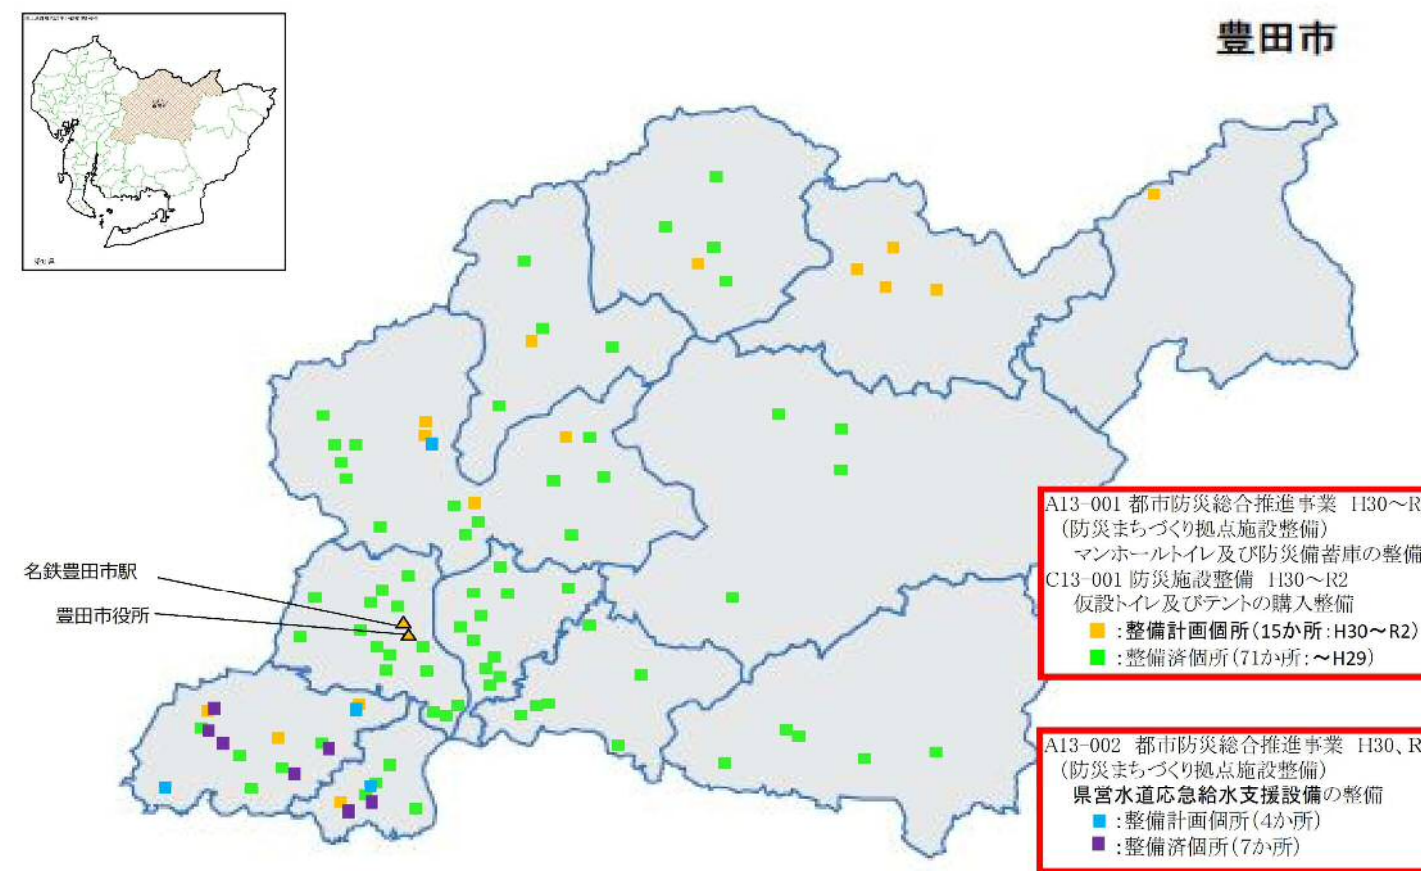 豊田市
名鉄豊田市駅
豊田市役所
A13-001 都市防災総合推進事業 H30～R
(防災まちづくり拠点施設整備)
マンホールトイレ及び防災備蓄庫の整備
C13-001 防災施設整備 H30～R2
仮設トイレ及びテントの購入整備
:整備計画個所(15か所:H30～R2)
:整備済個所(71か所:～H29)
A13-002 都市防災総合推進事業 H30、R
(防災まちづくり拠点施設整備)
県営水道応急給水支援設備の整備
:整備計画個所(4か所)
:整備済個所(7か所)